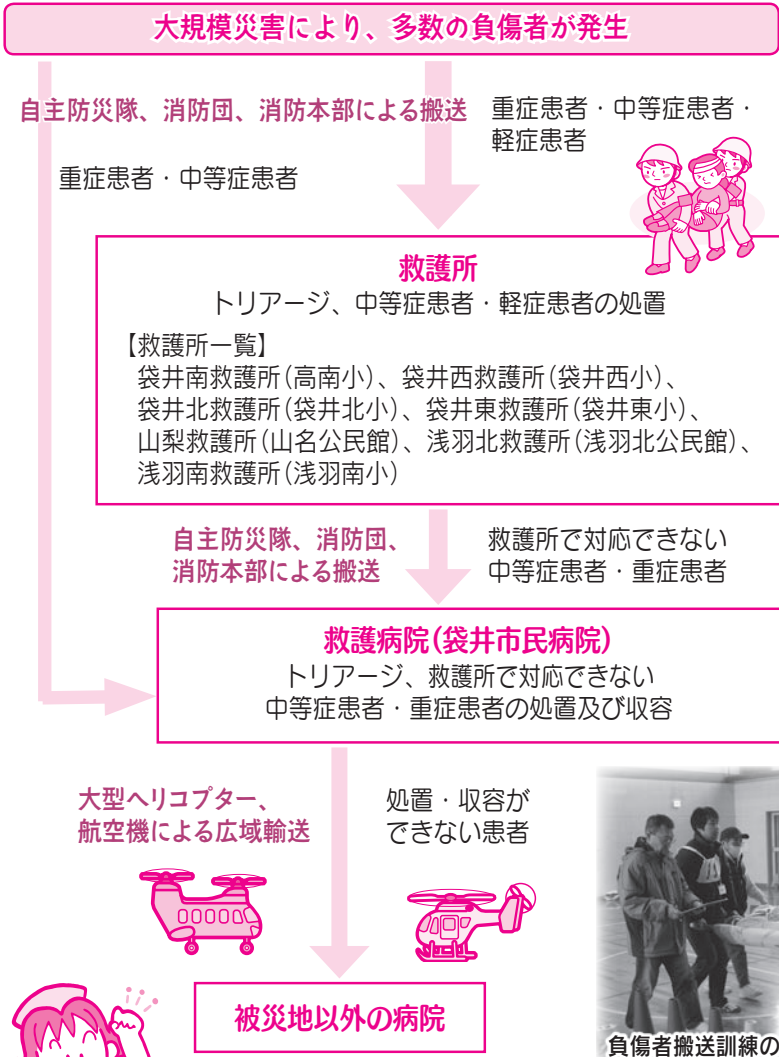 大規模災害により、多数の負傷者が発生
自主防災隊、消防団、消防本部による搬送
重症患者・中等症患者・
軽症患者
重症患者・中等症患者
救護所
トリアージ、中等症患者・軽症患者の処置
【救護所一覧】
袋井南救護所(高南小)、袋井西救護所(袋井西小)、
袋井北救護所(袋井北小)、袋井東救護所(袋井東小)、
山梨救護所(山名公民館)、浅羽北救護所(浅羽北公民館)、
浅羽南救護所(浅羽南小)
自主防災隊、消防団、
消防本部による搬送
救護所で対応できない
中等症患者・重症患者
救護病院(袋井市民病院)
トリアージ、救護所で対応できない
中等症患者・重症患者の処置及び収容
大型ヘリコプター、
航空機による広域輸送
処置・収容が
できない患者
被災地以外の病院
負傷者搬送訓練の